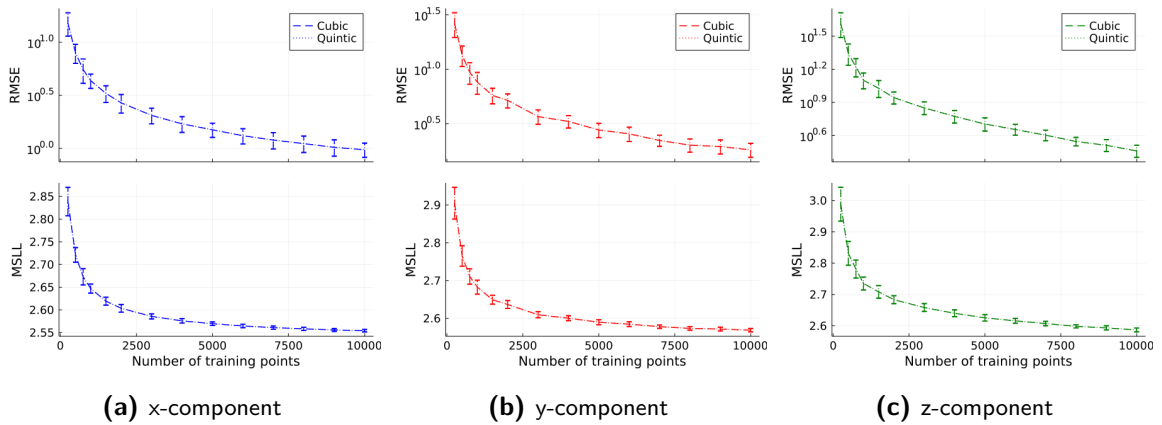 RMSE
10^1.0
10^0.5
10^0.0
Cubic
Quintic
MSLL
2.85
2.80
2.75
2.70
2.65
2.60
2.55
0
2500
5000
7500
10000
Number of training points
(a) x-component
RMSE
10^1.5
10^1.0
10^0.5
Cubic
Quintic
MSLL
2.9
2.8
2.7
2.6
0
2500
5000
7500
10000
Number of training points
(b) y-component
RMSE
10^1.5
10^1.2
10^0.9
10^0.6
Cubic
Quintic
MSLL
3.0
2.9
2.8
2.7
2.6
0
2500
5000
7500
10000
Number of training points
(c) z-component